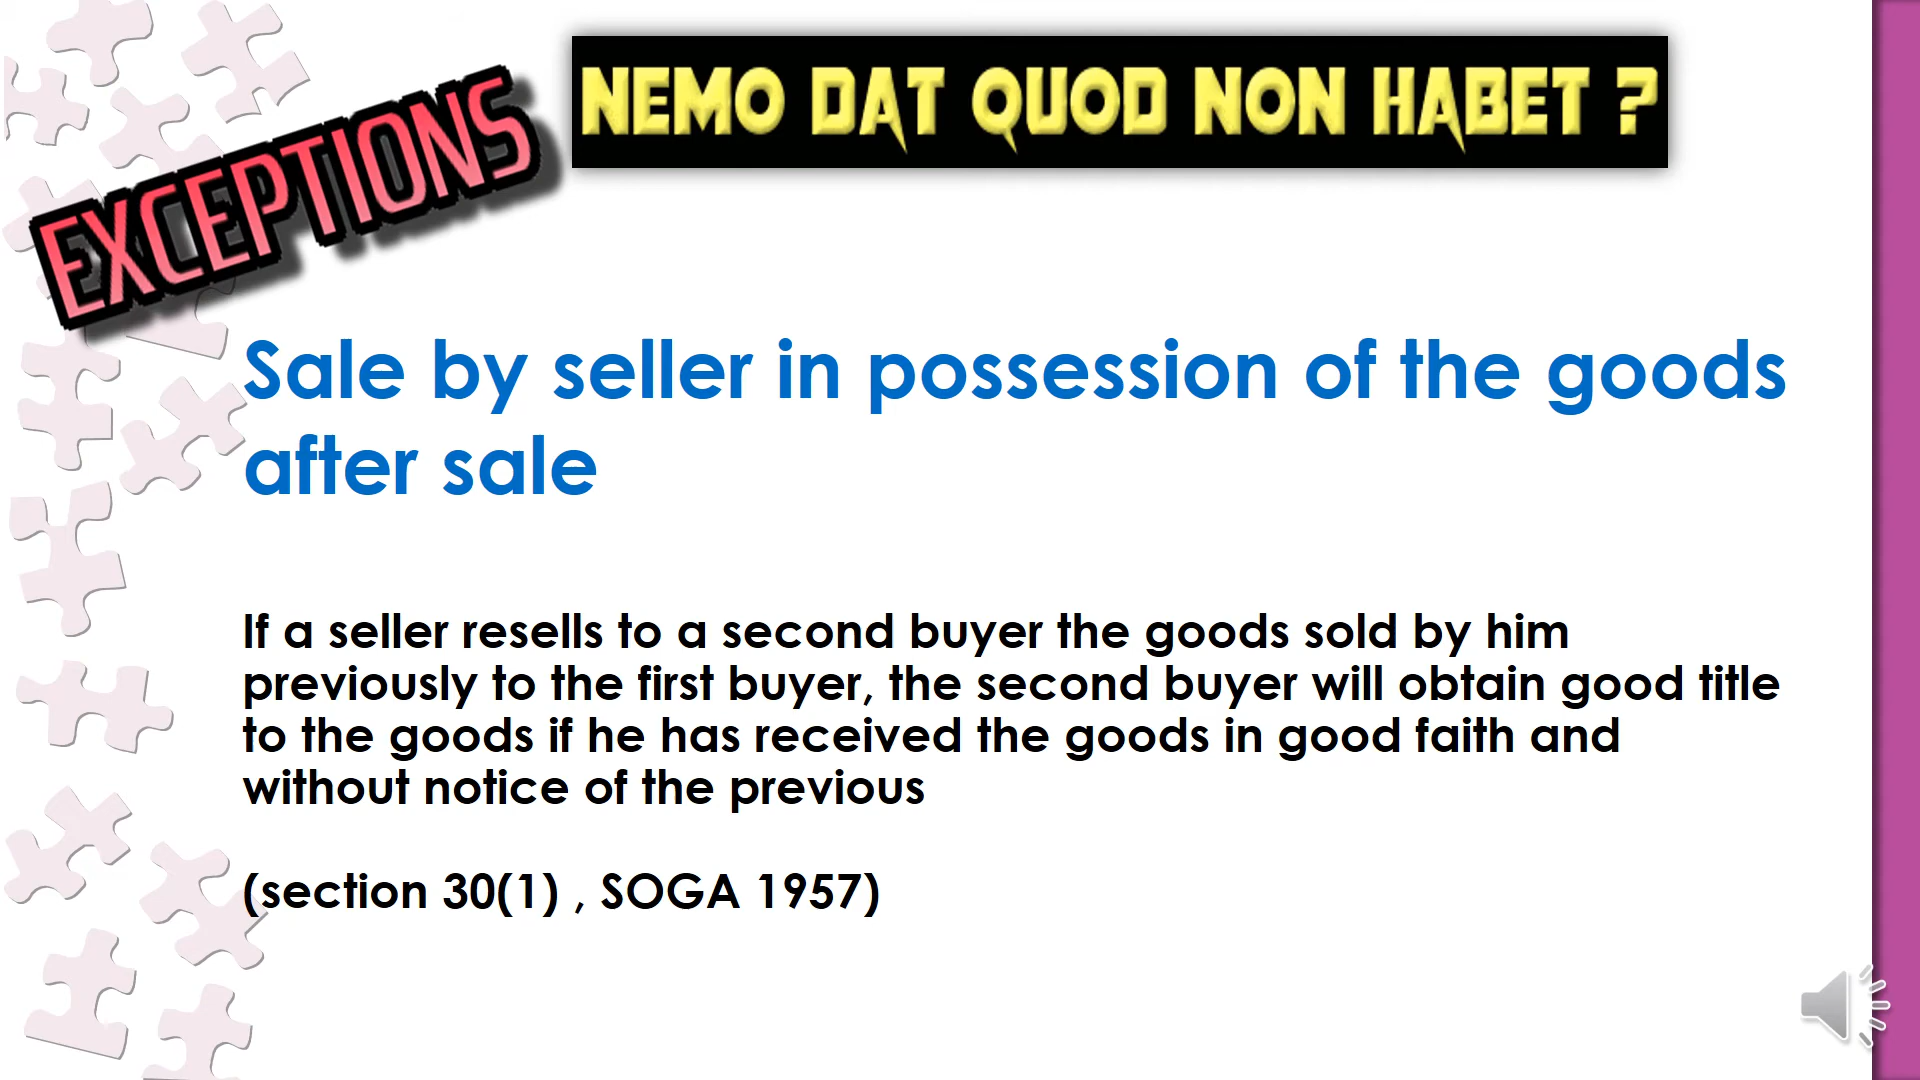 EXCEPTIONS
NEMO DAT QUOD NON HABET ?
Sale by seller in possession of the goods
after sale
If a seller resells to a second buyer the goods sold by him
previously to the first buyer, the second buyer will obtain good title
to the goods if he has received the goods in good faith and
without notice of the previous
(section 30(1) , SOGA 1957)